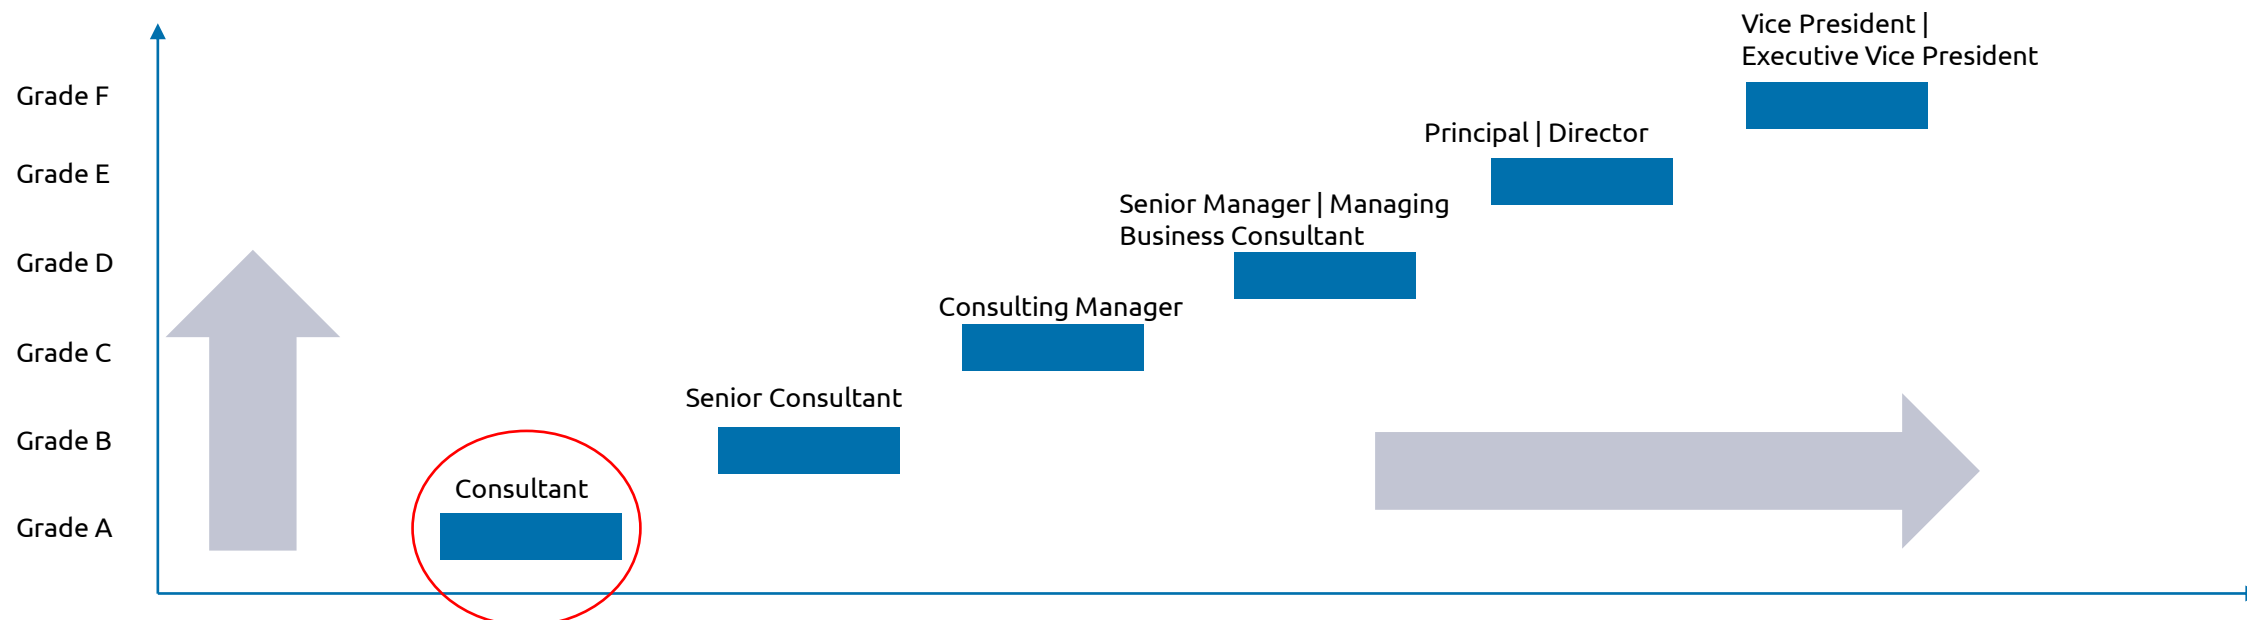 Vice President |
Executive Vice President
Grade F
Principal | Director
Grade E
Senior Manager | Managing
Business Consultant
Grade D
Consulting Manager
Grade C
Senior Consultant
Grade B
Consultant
Grade A